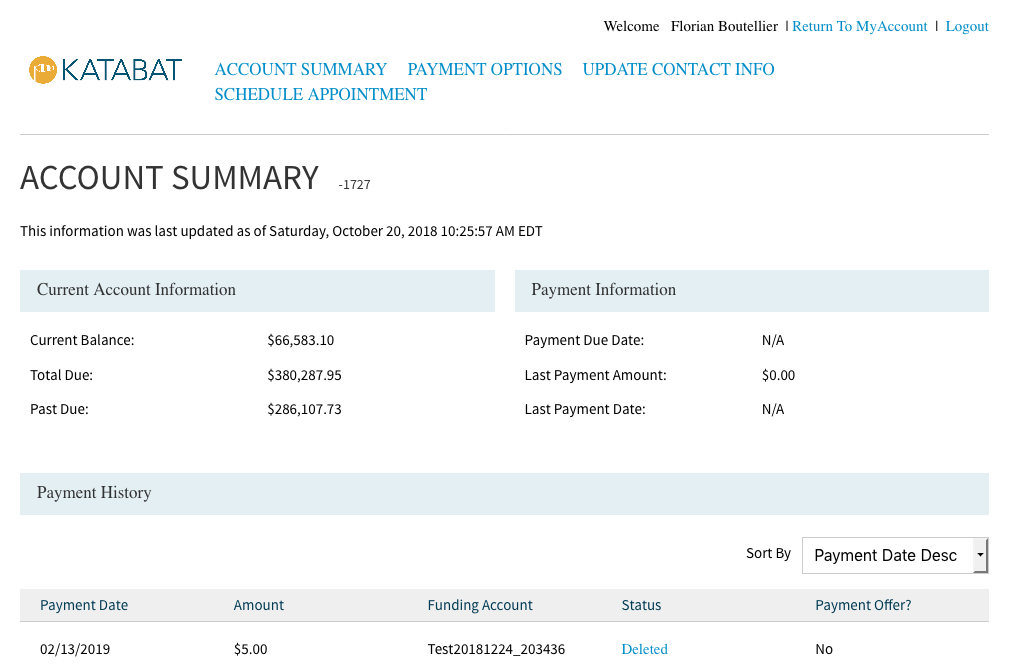 Welcome Florian Boutellier | Return To MyAccount | Logout
KATABAT
ACCOUNT SUMMARY PAYMENT OPTIONS UPDATE CONTACT INFO
SCHEDULE APPOINTMENT
ACCOUNT SUMMARY -1727
This information was last updated as of Saturday, October 20, 2018 10:25:57 AM EDT
Current Account Information
Current Balance: $66,583.10
Total Due: $380,287.95
Past Due: $286,107.73
Payment Information
Payment Due Date: N/A
Last Payment Amount: $0.00
Last Payment Date: N/A
Payment History
Sort By Payment Date Desc
Payment Date Amount Funding Account Status Payment Offer?
02/13/2019 $5.00 Test20181224_203436 Deleted No